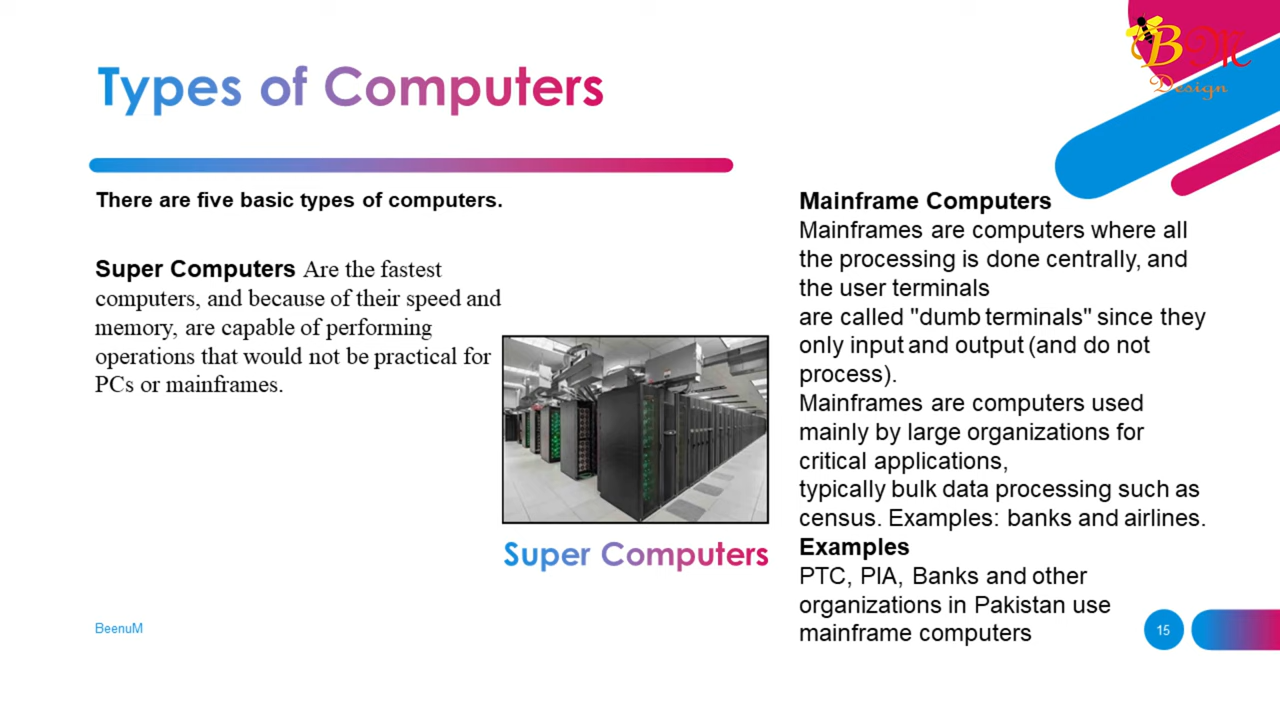 BM
Design
Types of Computers
There are five basic types of computers.
Super Computers Are the fastest
computers, and because of their speed and
memory, are capable of performing
operations that would not be practical for
PCs or mainframes.
Super Computers
Mainframe Computers
Mainframes are computers where all
the processing is done centrally, and
the user terminals
are called "dumb terminals" since they
only input and output (and do not
process).
Mainframes are computers used
mainly by large organizations for
critical applications,
typically bulk data processing such as
census. Examples: banks and airlines.
Examples
PTC, PIA, Banks and other
organizations in Pakistan use
mainframe computers
BeenuM
15